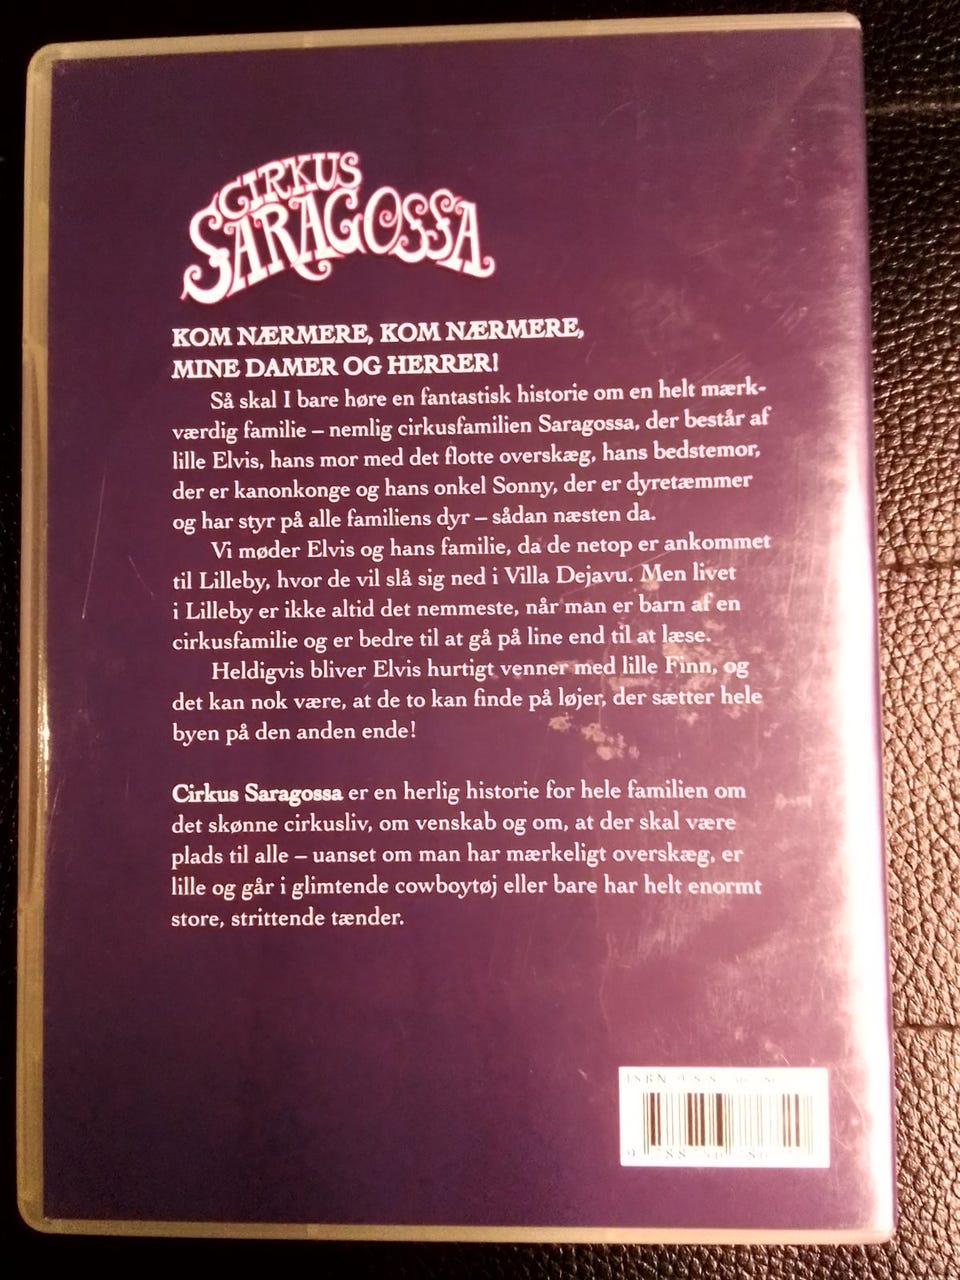 CIRKUS
SARAGOSSA
KOM NÆRMERE, KOM NÆRMERE,
MINE DAMER OG HERRER!
Så skal I bare høre en fantastisk historie om en helt mærk-
værdig familie – nemlig cirkusfamilien Saragossa, der består af
lille Elvis, hans mor med det flotte overskæg, hans bedstemor,
der er kanonkonge og hans onkel Sonny, der er dyretæmmer
og har styr på alle familiens dyr – sådan næsten da.
Vi møder Elvis og hans familie, da de netop er ankommet
til Lilleby, hvor de vil slå sig ned i Villa Dejavu. Men livet
i Lilleby er ikke altid det nemmeste, når man er barn af en
cirkusfamilie og er bedre til at gå på line end til at læse.
Heldigvis bliver Elvis hurtigt venner med lille Finn, og
det kan nok være, at de to kan finde på løjer, der sætter hele
byen på den anden ende!
Cirkus Saragossa er en herlig historie for hele familien om
det skønne cirkusliv, om venskab og om, at der skal være
plads til alle – uanset om man har mærkeligt overskæg, er
lille og går i glimtende cowboytøj eller bare har helt enormt
store, strittende tænder.
ISBN